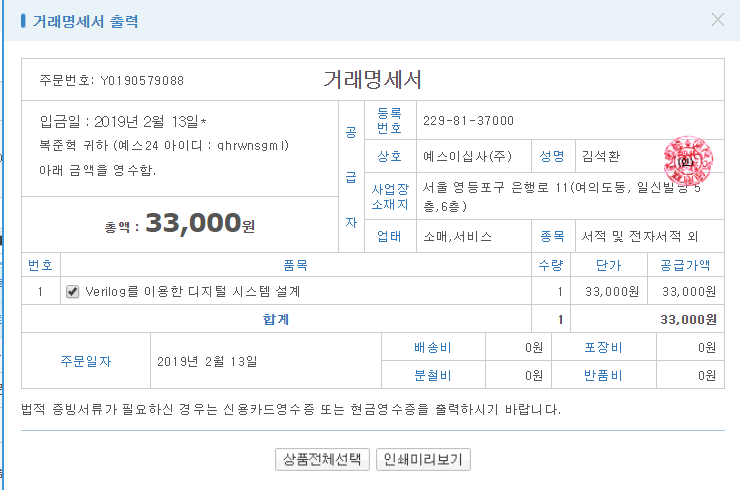 거래명세서 출력
주문번호: Y0190579088
거래명세서
입금일 : 2019년 2월 13일*
복준혁 귀하 (예스24 아이디 : qhrwnsgml)
아래 금액을 영수함.
총액 : 33,000원
공
급
자
등록
번호
229-81-37000
상호
예스이십사(주)
성명
김석환
(인)
사업장
소재지
서울 영등포구 은행로 11(여의도동, 일신빌딩 5
층,6층)
업태
소매,서비스
종목
서적 및 전자서적 외
번호 품목 수량 단가 공급가액
1 Verilog를 이용한 디지털 시스템 설계 1 33,000원 33,000원
합계 1 33,000원
주문일자 2019년 2월 13일
배송비 0원 포장비 0원
분철비 0원 반품비 0원
법적 증빙서류가 필요하신 경우는 신용카드영수증 또는 현금영수증을 출력하시기 바랍니다.
상품전체선택 인쇄미리보기